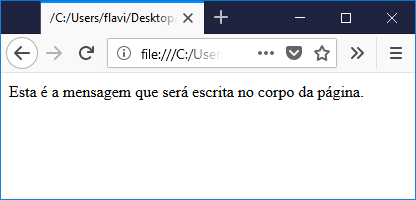 /C:/Users/flavi/Desktop
file:///C:/User
Esta é a mensagem que será escrita no corpo da página.